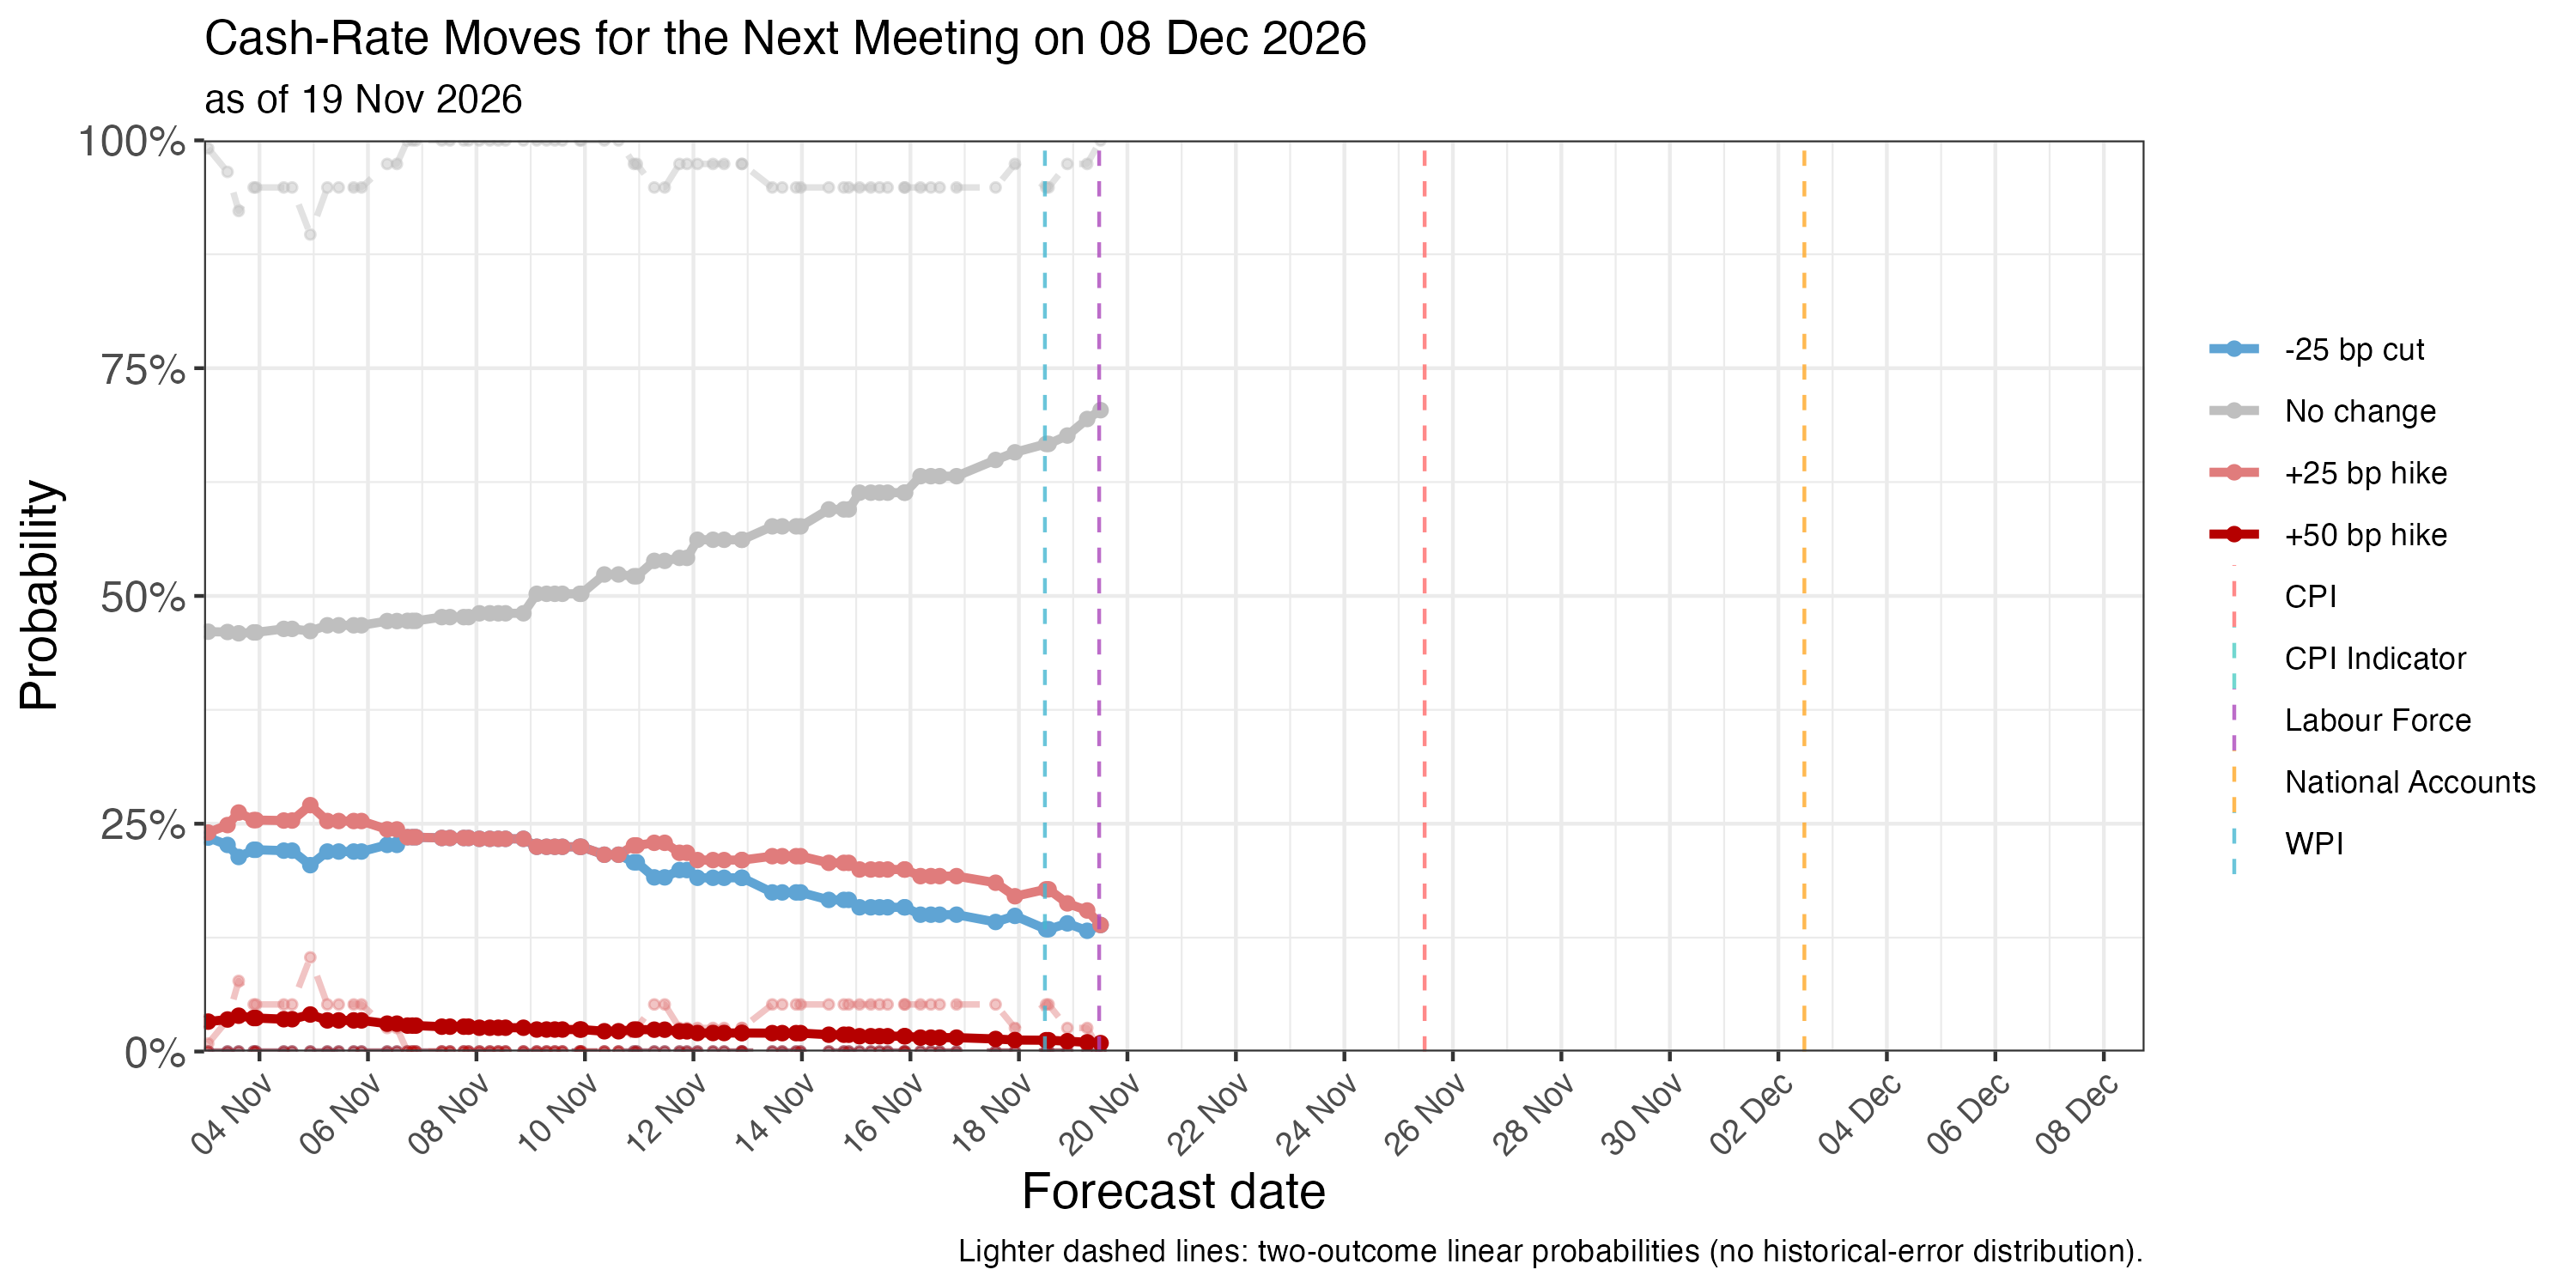 Cash-Rate Moves for the Next Meeting on 08 Dec 2026
as of 19 Nov 2026
Probability
100%
75%
50%
25%
0%
04 Nov
06 Nov
08 Nov
10 Nov
12 Nov
14 Nov
16 Nov
18 Nov
20 Nov
22 Nov
24 Nov
26 Nov
28 Nov
30 Nov
02 Dec
04 Dec
06 Dec
08 Dec
Forecast date
-25 bp cut
No change
+25 bp hike
+50 bp hike
CPI
CPI Indicator
Labour Force
National Accounts
WPI
Lighter dashed lines: two-outcome linear probabilities (no historical-error distribution).